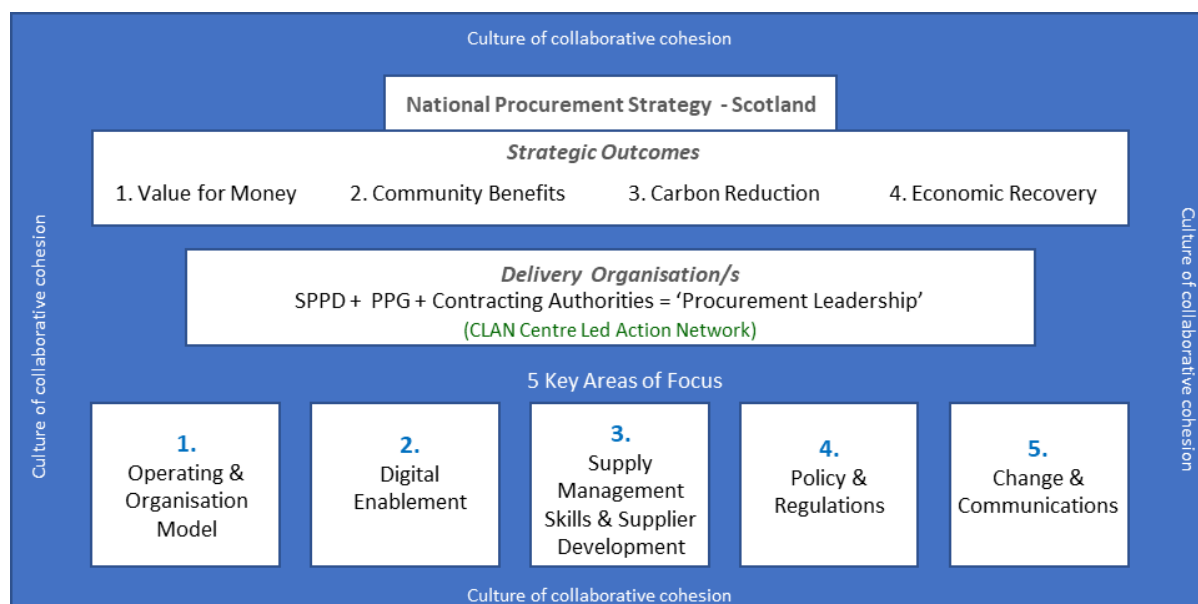 Culture of collaborative cohesion
National Procurement Strategy - Scotland
Strategic Outcomes
1. Value for Money
2. Community Benefits
3. Carbon Reduction
4. Economic Recovery
Culture of collaborative cohesion
Culture of collaborative cohesion
Delivery Organisation/s
SPPD + PPG + Contracting Authorities = ‘Procurement Leadership’
(CLAN Centre Led Action Network)
5 Key Areas of Focus
1.
Operating &
Organisation
Model
2.
Digital
Enablement
3.
Supply
Management
Skills & Supplier
Development
4.
Policy &
Regulations
5.
Change &
Communications
Culture of collaborative cohesion